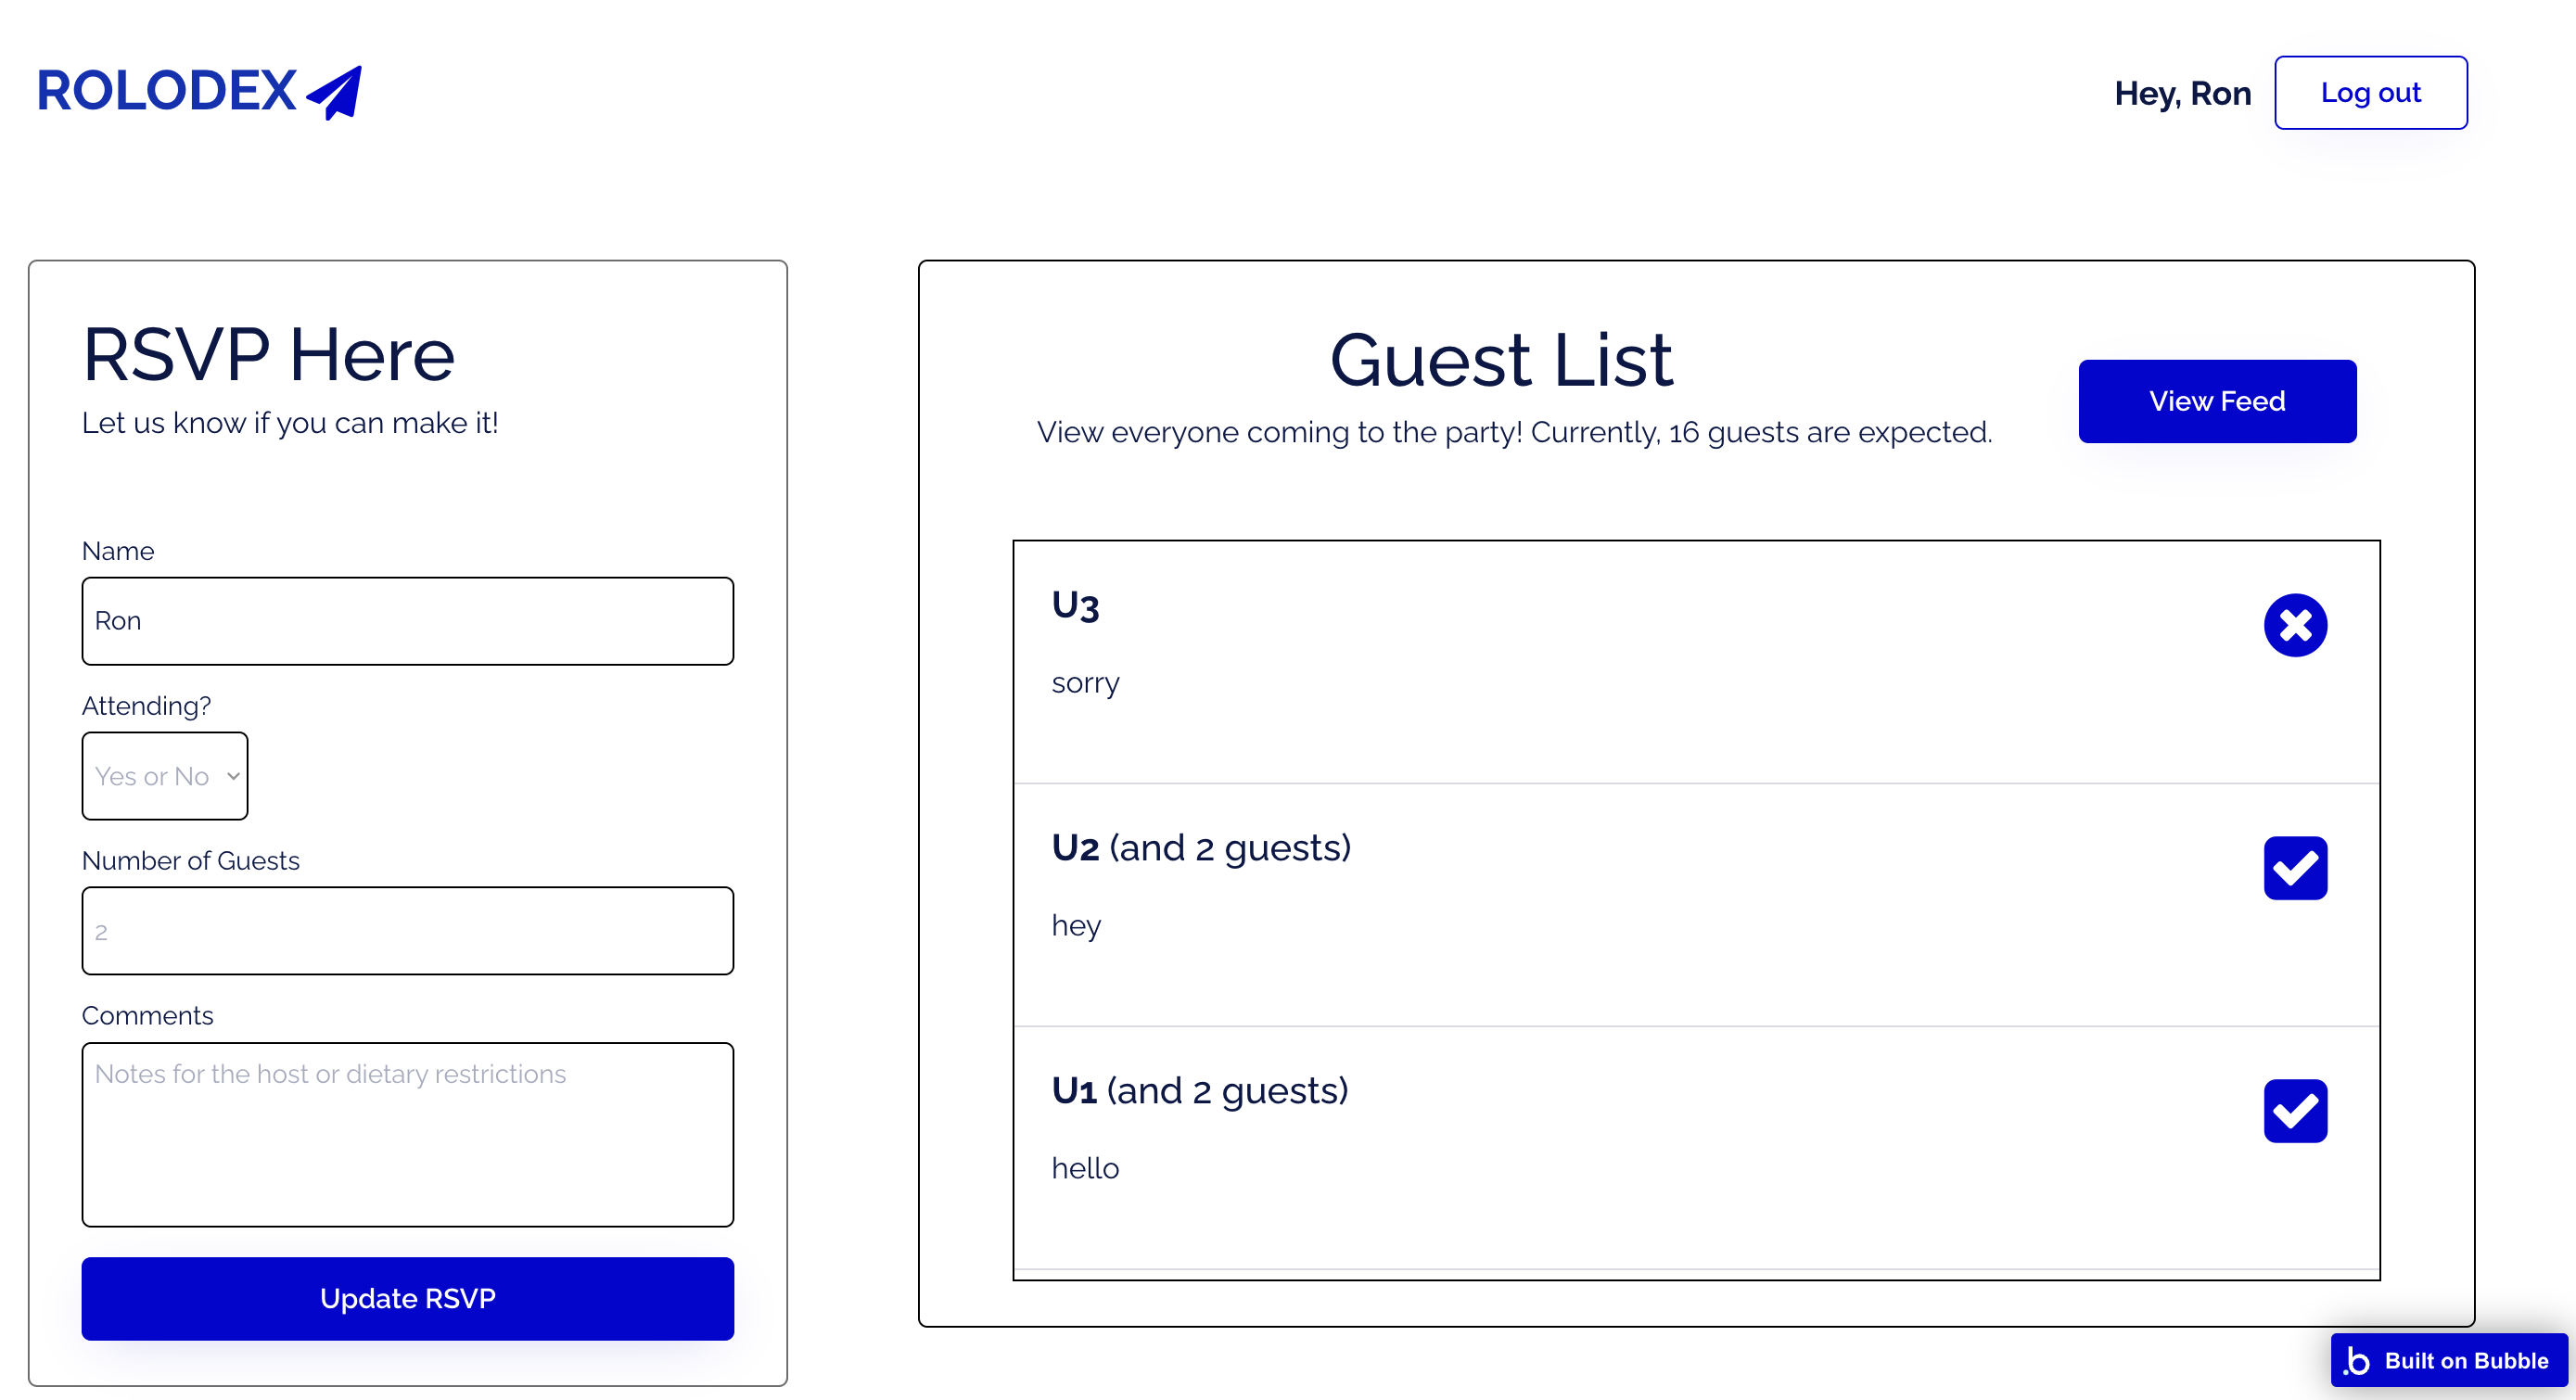 ROLODEX
Hey, Ron
Log out
RSVP Here
Let us know if you can make it!
Name
Ron
Attending?
Yes or No
Number of Guests
2
Comments
Notes for the host or dietary restrictions
Update RSVP
Guest List
View everyone coming to the party! Currently, 16 guests are expected.
View Feed
U3
sorry
U2 (and 2 guests)
hey
U1 (and 2 guests)
hello
.b Built on Bubble